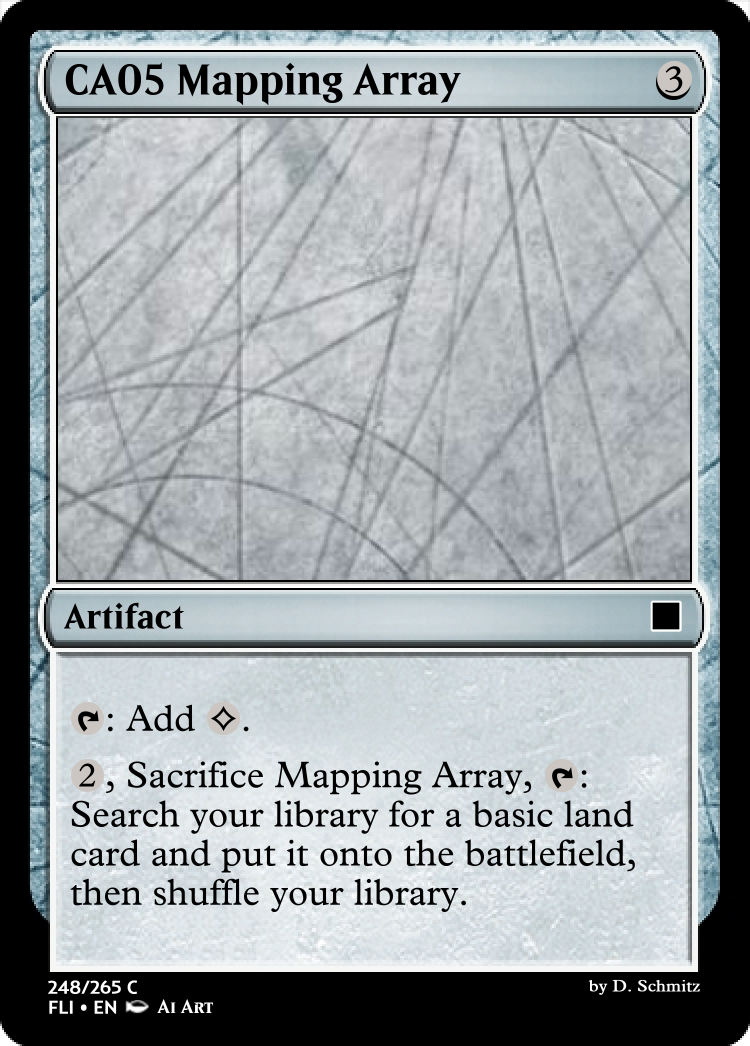 CA05 Mapping Array 3
Artifact
: Add .
2, Sacrifice Mapping Array, :
Search your library for a basic land
card and put it onto the battlefield,
then shuffle your library.
248/265 C
by D. Schmitz
FLI • EN AI ART